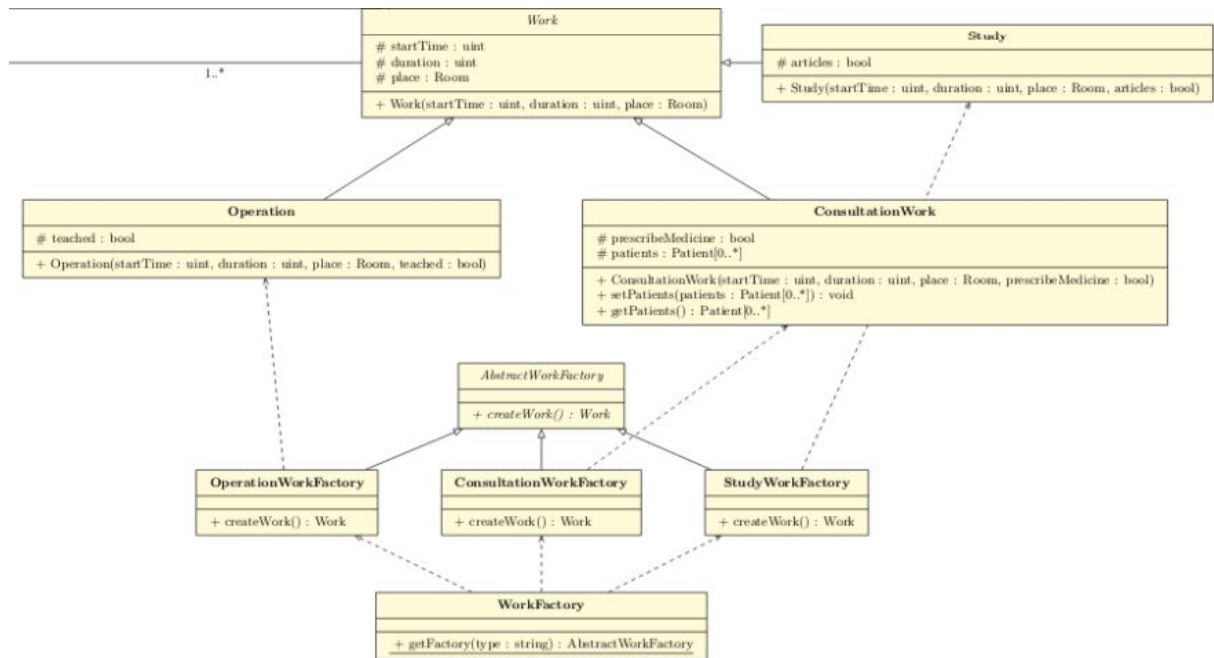 Work
# startTime : uint
# duration : uint
# place : Room
+ Work(startTime : uint, duration : uint, place : Room)
1..*
Study
# articles : bool
+ Study(startTime : uint, duration : uint, place : Room, articles : bool)
Operation
# teached : bool
+ Operation(startTime : uint, duration : uint, place : Room, teached : bool)
ConsultationWork
# prescribeMedicine : bool
# patients : Patient[0..*]
+ ConsultationWork(startTime : uint, duration : uint, place : Room, prescribeMedicine : bool)
+ setPatients(patients : Patient[0..*]) : void
+ getPatients() : Patient[0..*]
AbstractWorkFactory
+ createWork() : Work
OperationWorkFactory
+ createWork() : Work
ConsultationWorkFactory
+ createWork() : Work
StudyWorkFactory
+ createWork() : Work
WorkFactory
+ getFactory(type : string) : AbstractWorkFactory